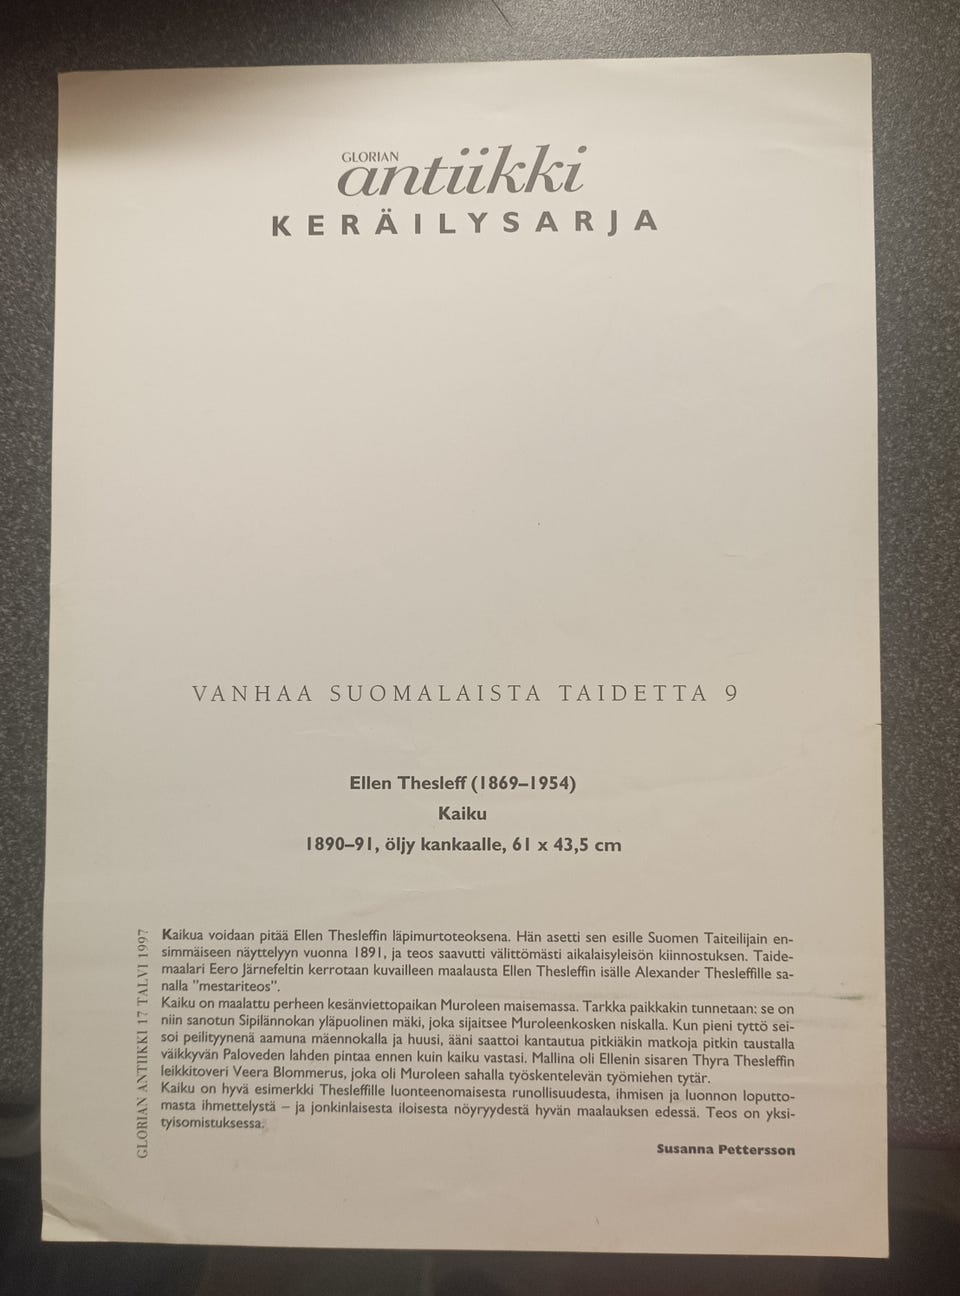 GLORIAN
antiikki
KERÄILYSARJA
VANHAA SUOMALAISTA TAIDETTA 9
Ellen Thesleff (1869–1954)
Kaiku
1890–91, öljy kankaalle, 61 x 43,5 cm
Kaikua voidaan pitää Ellen Thesleffin läpimurtoteoksena. Hän asetti sen esille Suomen Taiteilijain en-
simmäiseen näyttelyyn vuonna 1891, ja teos saavutti välittömästi aikalaisyleisön kiinnostuksen. Taide-
maalari Eero Järnefeltin kerrotaan kuvailleen maalausta Ellen Thesleffin isälle Alexander Thesleffille sa-
nalla "mestariteos".
Kaiku on maalattu perheen kesänviettopaikan Muroleen maisemassa. Tarkka paikkakin tunnetaan: se on
niin sanotun Sipilännokan yläpuolinen mäki, joka sijaitsee Muroleenkosken niskalla. Kun pieni tyttö sei-
soi peilityynenä aamuna mäennokalla ja huusi, ääni saattoi kantautua pitkiäkin matkoja pitkin taustalla
väikkyvän Paloveden lahden pintaa ennen kuin kaiku vastasi. Mallina oli Ellenin sisaren Thyra Thesleffin
leikkitoveri Veera Blommerus, joka oli Muroleen sahalla työskentelevän työmiehen tytär.
Kaiku on hyvä esimerkki Thesleffille luonteenomaisesta runollisuudesta, ihmisen ja luonnon loputto-
masta ihmettelystä – ja jonkinlaisesta iloisesta nöyryydestä hyvän maalauksen edessä. Teos on yksi-
tyisomistuksessa.
Susanna Pettersson
GLORIAN ANTIIKKI 17 TALVI 1997